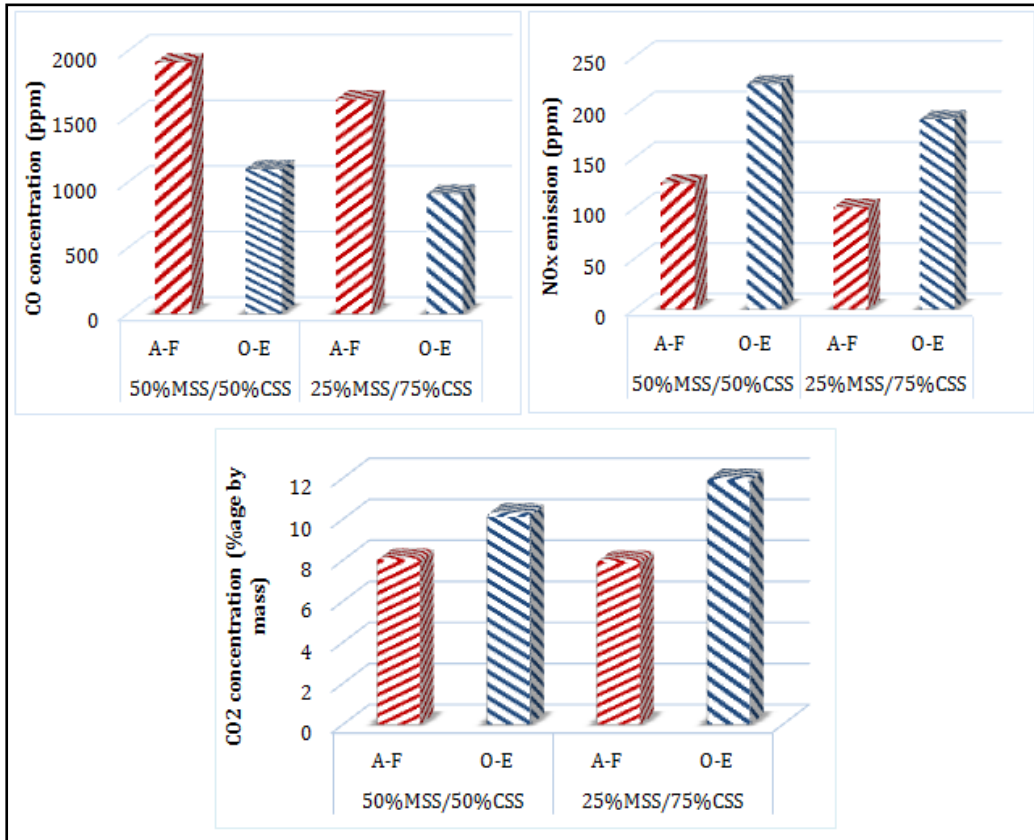 CO concentration (ppm)
2000
1500
1000
500
0
A-F O-E A-F O-E
50%MSS/50%CSS 25%MSS/75%CSS
NOx emission (ppm)
250
200
150
100
50
0
A-F O-E A-F O-E
50%MSS/50%CSS 25%MSS/75%CSS
CO2 concentration (%age by
mass)
12
10
8
6
4
2
0
A-F O-E A-F O-E
50%MSS/50%CSS 25%MSS/75%CSS